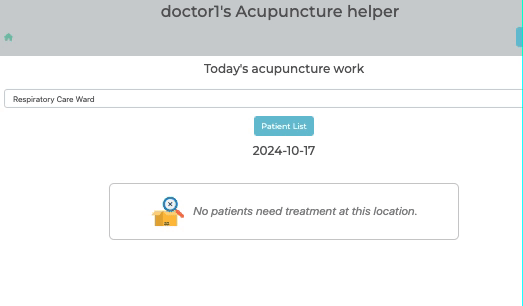 doctor1's Acupuncture helper
Today's acupuncture work
Respiratory Care Ward
Patient List
2024-10-17
No patients need treatment at this location.